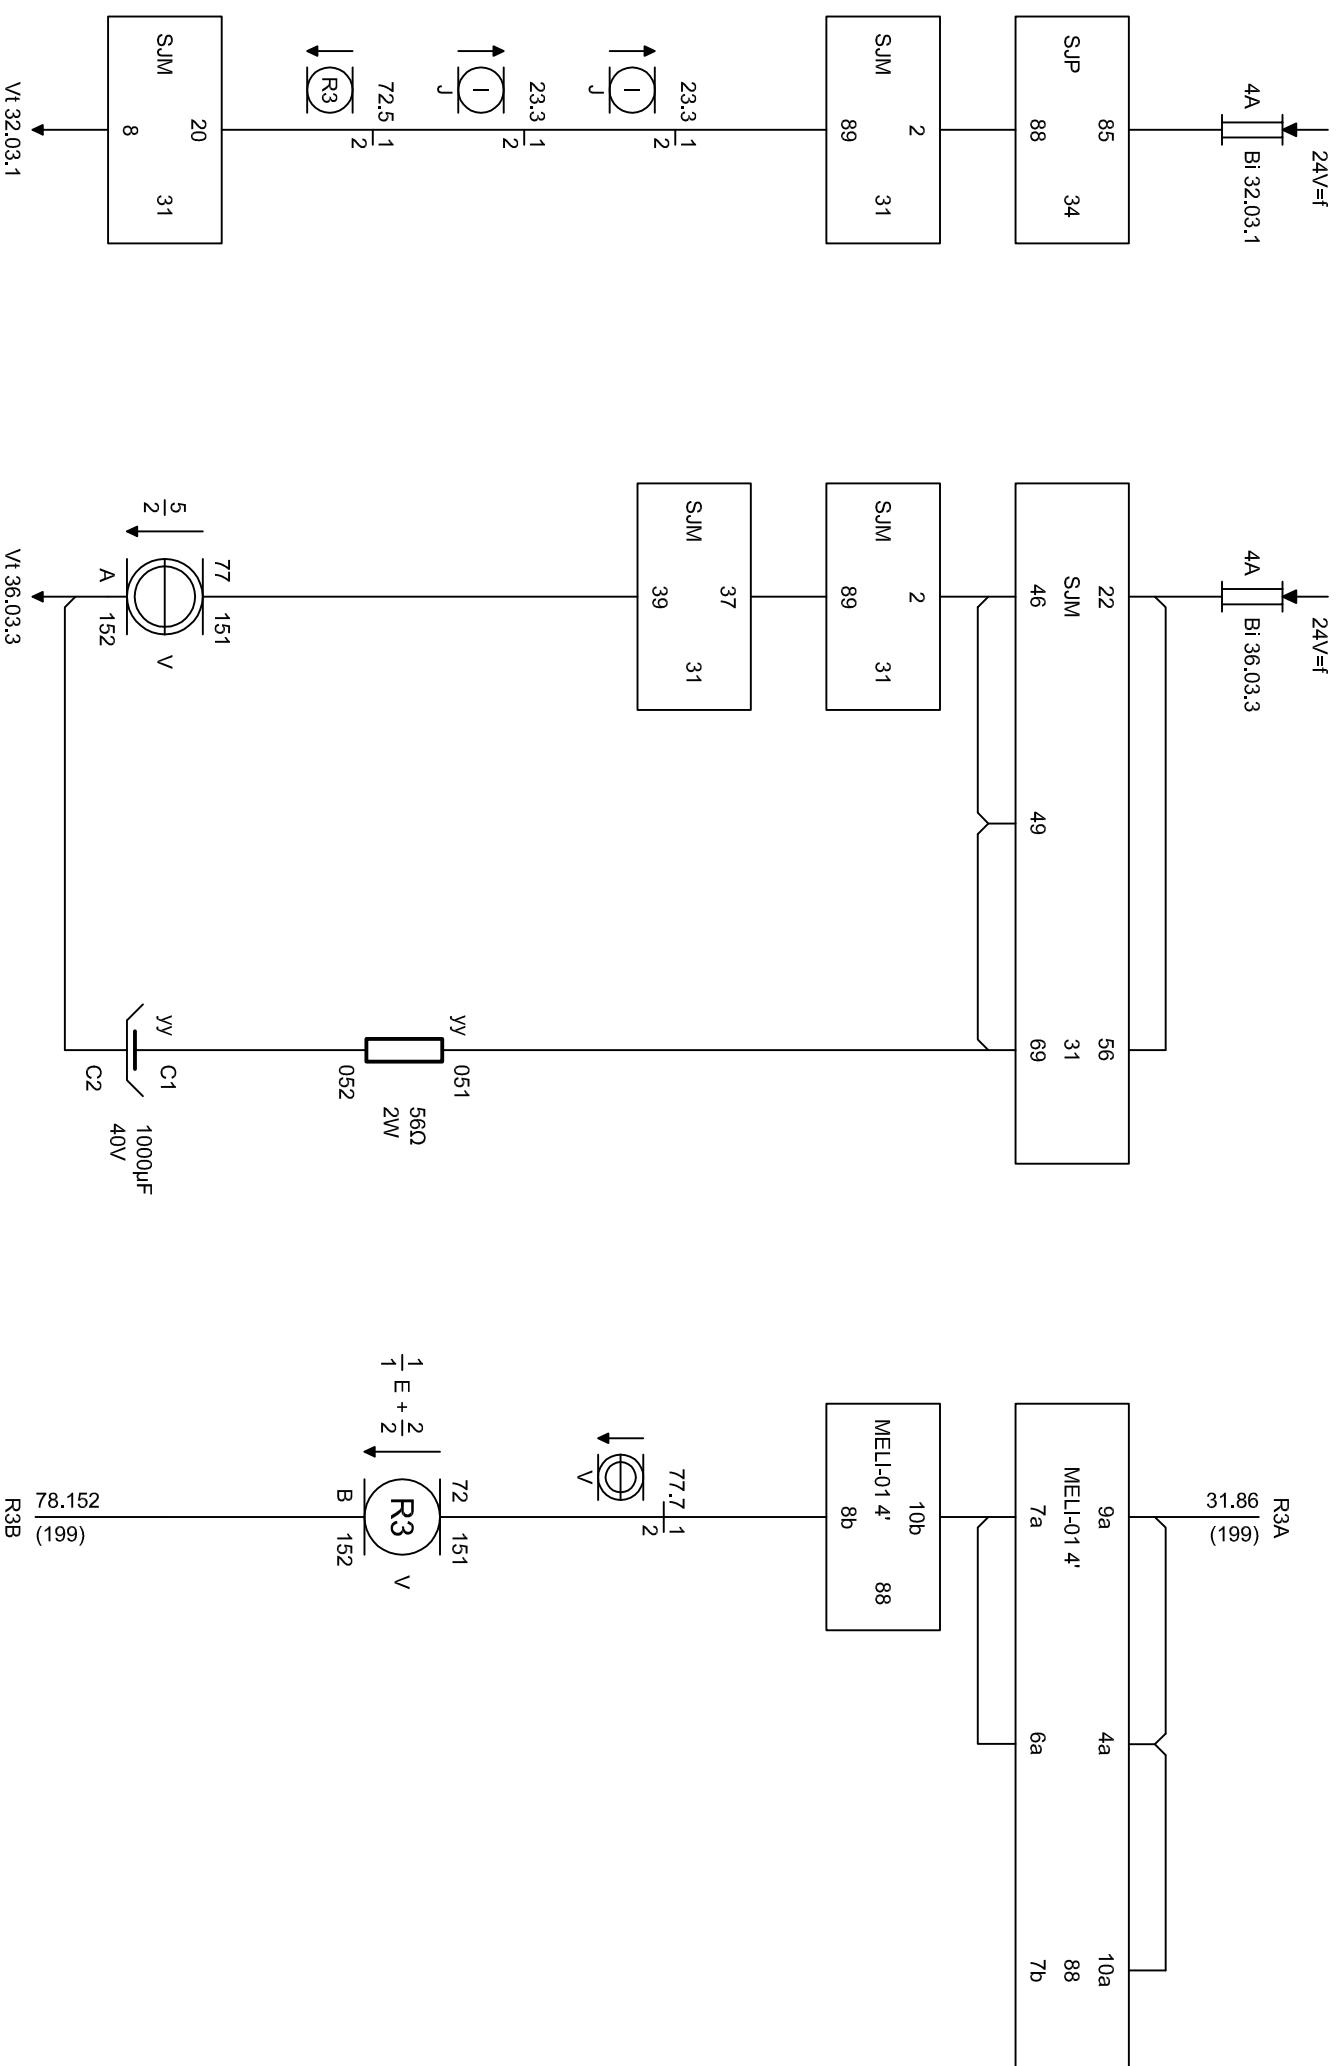 24V=f
4A
Bi 32.03.1
85
SJP
34
88
2
SJM
31
89
23.3
1
2
I
J
23.3
1
2
I
J
72.5
1
2
R3
20
SJM
31
8
Vt 32.03.1
24V=f
4A
Bi 36.03.3
22
56
SJM
31
46
49
69
2
SJM
31
89
37
SJM
31
39
yy
051
56Ω
052
2W
5
2
77
151
V
A
152
yy
C1
1000µF
C2
40V
Vt 36.03.3
R3A
31.86
(199)
9a
4a
10a
MELI-01 4'
88
7a
6a
7b
10b
MELI-01 4'
88
8b
77.7
1
2
V
1
1
E +
2
2
72
151
R3
V
B
152
78.152
(199)
R3B